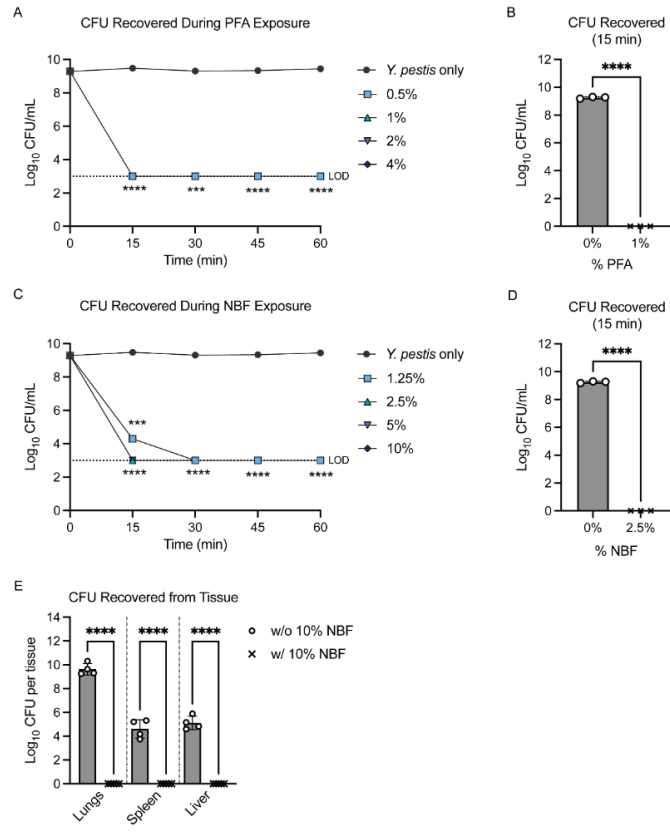 A
CFU Recovered During PFA Exposure
Log10 CFU/mL
10
8
6
4
2
0
0 15 30 45 60
Time (min)
LOD
**** *** **** ****
Y. pestis only
0.5%
1%
2%
4%
B
CFU Recovered
(15 min)
****
Log10 CFU/mL
12
10
8
6
4
2
0
0% 1%
% PFA
C
CFU Recovered During NBF Exposure
Log10 CFU/mL
10
8
6
4
2
0
***
LOD
**** **** **** ****
0 15 30 45 60
Time (min)
Y. pestis only
1.25%
2.5%
5%
10%
D
CFU Recovered
(15 min)
****
Log10 CFU/mL
12
10
8
6
4
2
0
0% 2.5%
% NBF
E
CFU Recovered from Tissue
Log10 CFU per tissue
14
12
10
8
6
4
2
0
**** **** ****
Lungs Spleen Liver
w/o 10% NBF
w/ 10% NBF